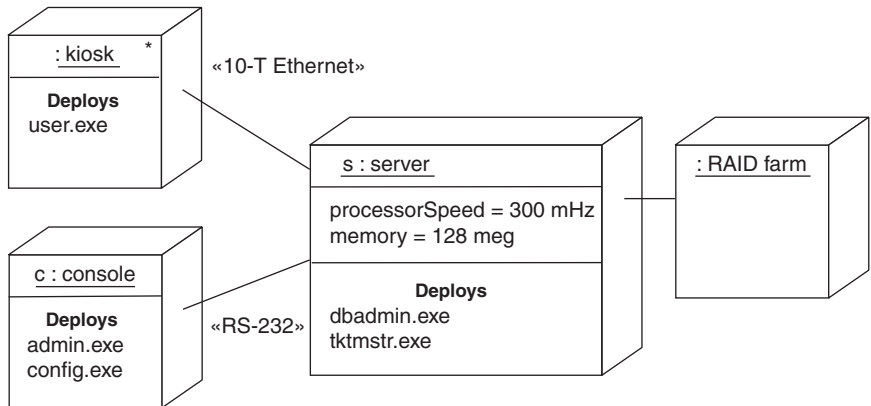 : kiosk *
Deploys
user.exe
«10-T Ethernet»
c : console
Deploys
admin.exe
config.exe
«RS-232»
s : server
processorSpeed = 300 mHz
memory = 128 meg
Deploys
dbadmin.exe
tktmstr.exe
: RAID farm